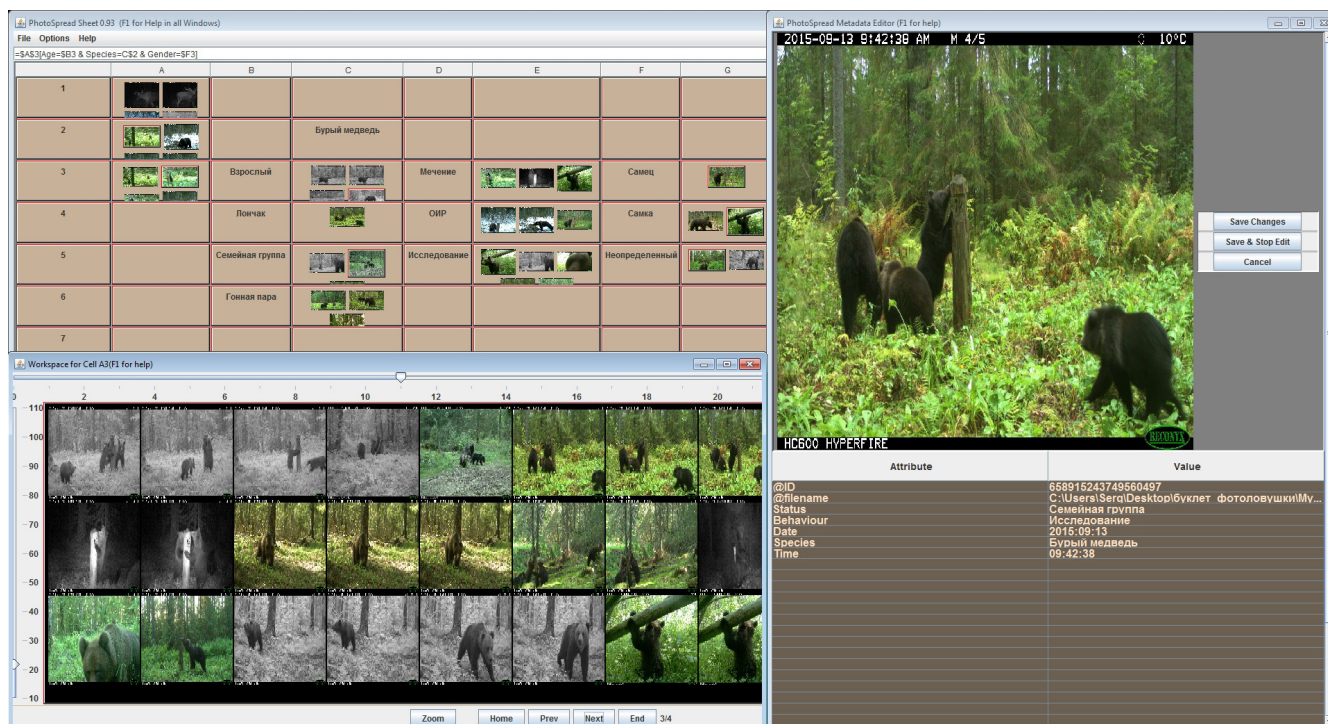 PhotoSpread Sheet 0.93 (F1 for Help in all Windows)
File Options Help
=$A$3[Age=$B3 & Species=C$2 & Gender=$F3]
A B C D E F G
1
2 Бурый медведь
3 Взрослый Мечение Самец
4 Лончак ОИР Самка
5 Семейная группа Исследование Неопределенный
6 Гонная пара
7
Workspace for Cell A3(F1 for help)
0 2 4 6 8 10 12 14 16 18 20
110
100
90
80
70
60
50
40
30
20
10
Zoom Home Prev Next End 3/4
PhotoSpread Metadata Editor (F1 for help)
2015-09-13 9:42:38 AM M 4/5 10°C
HC600 HYPERFIRE RECONYX
Save Changes
Save & Stop Edit
Cancel
Attribute Value
@ID 658915243749560497
@filename C:\Users\Serg\Desktop\буклет фотоловушки\Му...
Status Семейная группа
Behaviour Исследование
Date 2015:09:13
Species Бурый медведь
Time 09:42:38